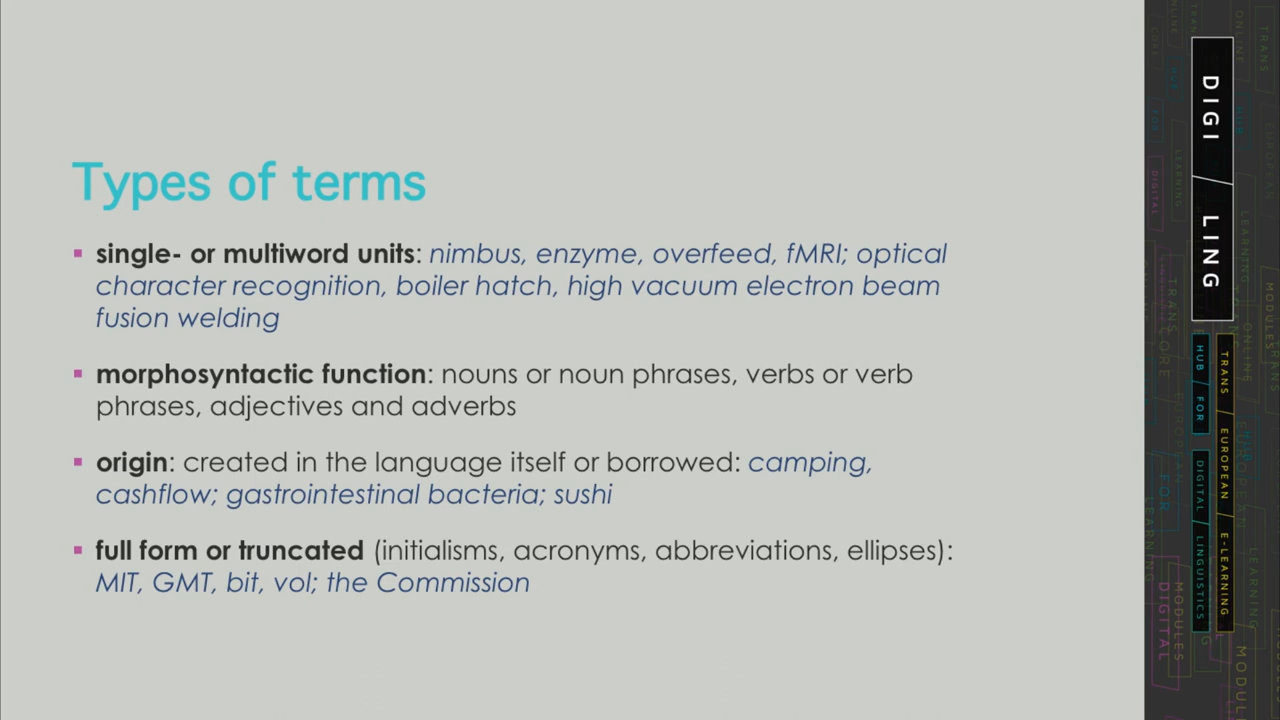 Types of terms
▪ single- or multiword units: nimbus, enzyme, overfeed, fMRI; optical
character recognition, boiler hatch, high vacuum electron beam
fusion welding
▪ morphosyntactic function: nouns or noun phrases, verbs or verb
phrases, adjectives and adverbs
▪ origin: created in the language itself or borrowed: camping,
cashflow; gastrointestinal bacteria; sushi
▪ full form or truncated (initialisms, acronyms, abbreviations, ellipses):
MIT, GMT, bit, vol; the Commission
DIGI / LING
TRANS / EUROPEAN / E-LEARNING
HUB / FOR / DIGITAL / LINGUISTICS